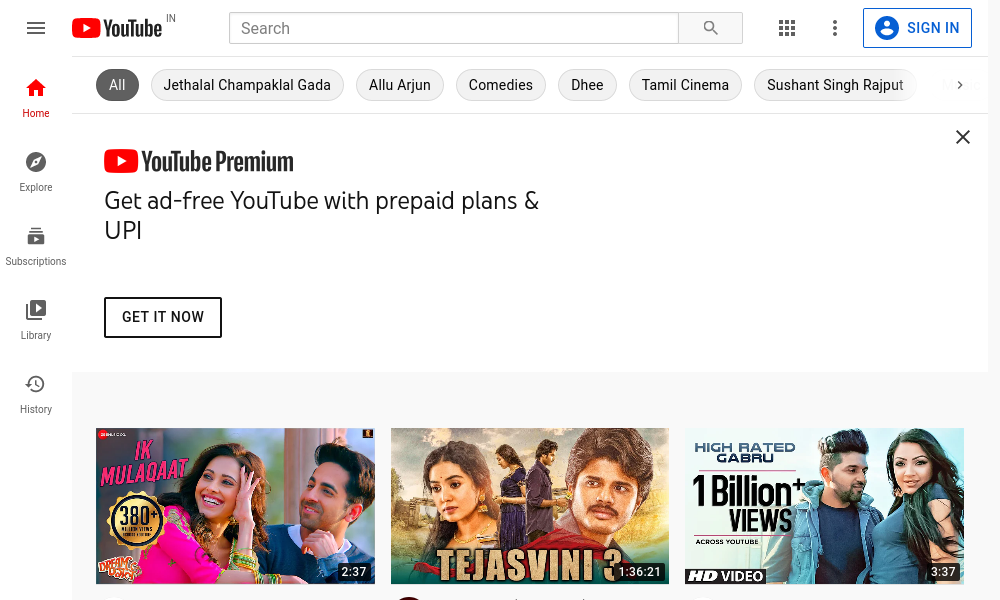 YouTube IN
Search
SIGN IN
All
Jethalal Champaklal Gada
Allu Arjun
Comedies
Dhee
Tamil Cinema
Sushant Singh Rajput
Home
Explore
Subscriptions
Library
History
YouTube Premium
Get ad-free YouTube with prepaid plans &
UPI
GET IT NOW
IK
MULAQAAT
380+
MILLION VIEWS
DREAM
GIRL
2:37
TEJASVINI 3
1:36:21
HIGH RATED
GABRU
1 Billion+
VIEWS
ACROSS YOUTUBE
HD VIDEO
3:37